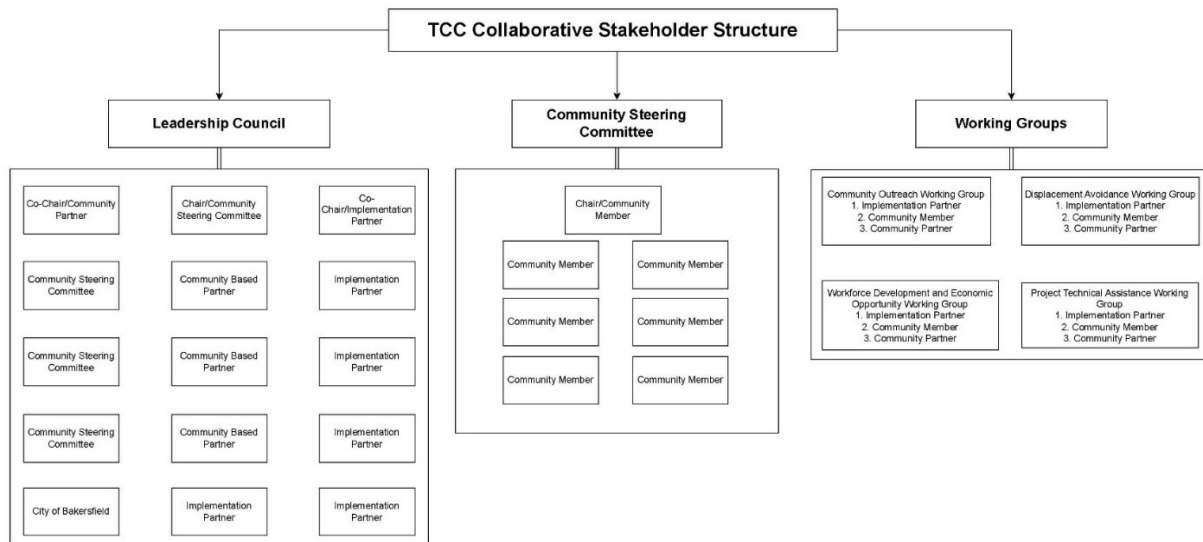 TCC Collaborative Stakeholder Structure
Leadership Council
Co-Chair/Community
Partner
Chair/Community
Steering Committee
Co-
Chair/Implementation
Partner
Community Steering
Committee
Community Based
Partner
Implementation
Partner
Community Steering
Committee
Community Based
Partner
Implementation
Partner
Community Steering
Committee
Community Based
Partner
Implementation
Partner
City of Bakersfield
Implementation
Partner
Implementation
Partner
Community Steering
Committee
Chair/Community
Member
Community Member
Community Member
Community Member
Community Member
Community Member
Community Member
Working Groups
Community Outreach Working Group
1. Implementation Partner
2. Community Member
3. Community Partner
Displacement Avoidance Working Group
1. Implementation Partner
2. Community Member
3. Community Partner
Workforce Development and Economic
Opportunity Working Group
1. Implementation Partner
2. Community Member
3. Community Partner
Project Technical Assistance Working
Group
1. Implementation Partner
2. Community Member
3. Community Partner